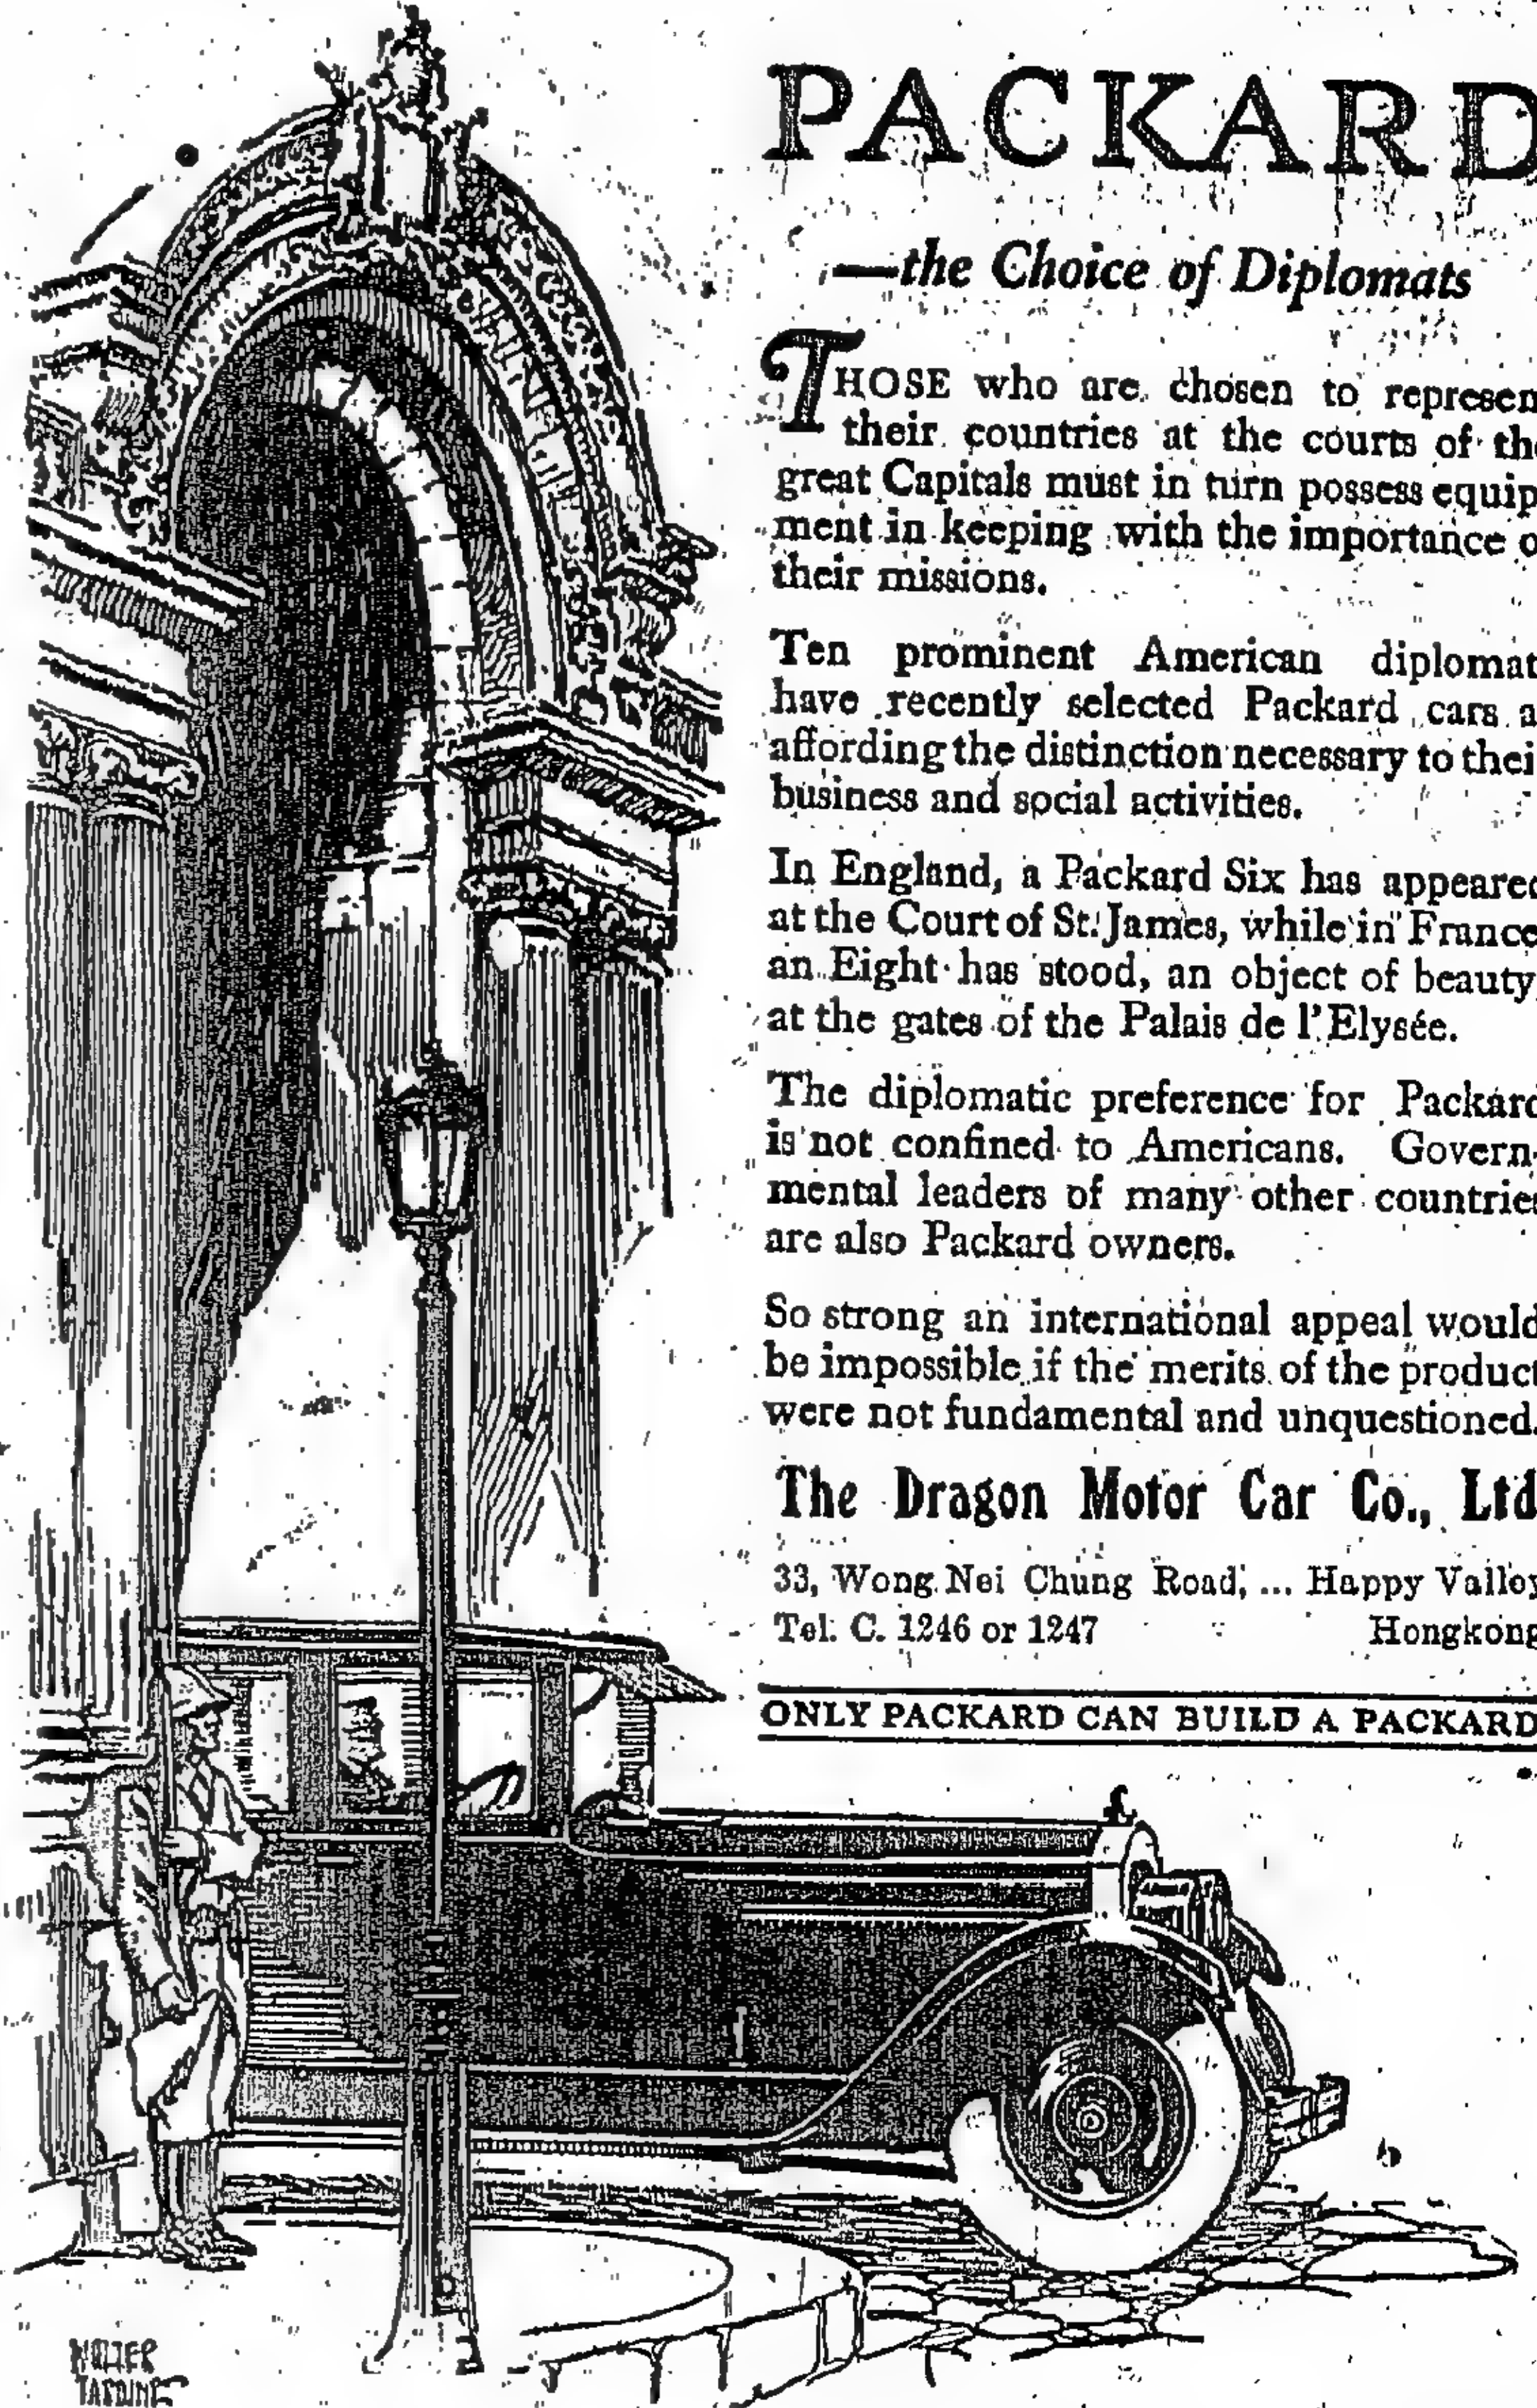 PACKARD
—the Choice of Diplomats
THOSE who are chosen to represen
their countries at the courts of the
great Capitals must in turn possess equip
ment in keeping with the importance o
their missions.
Ten prominent American diplomat
have recently selected Packard cars a
affording the distinction necessary to thei
business and social activities.
In England, a Packard Six has appeared
at the Court of St. James, while in France
an Eight has stood, an object of beauty,
at the gates of the Palais de l'Elysée.
The diplomatic preference for Packard
is not confined to Americans. Govern-
mental leaders of many other countries
are also Packard owners.
So strong an international appeal would
be impossible if the merits of the product
were not fundamental and unquestioned.
The Dragon Motor Car Co., Ltd
33, Wong Nei Chung Road, ... Happy Valley
Tel. C. 1246 or 1247 Hongkong
ONLY PACKARD CAN BUILD A PACKARD